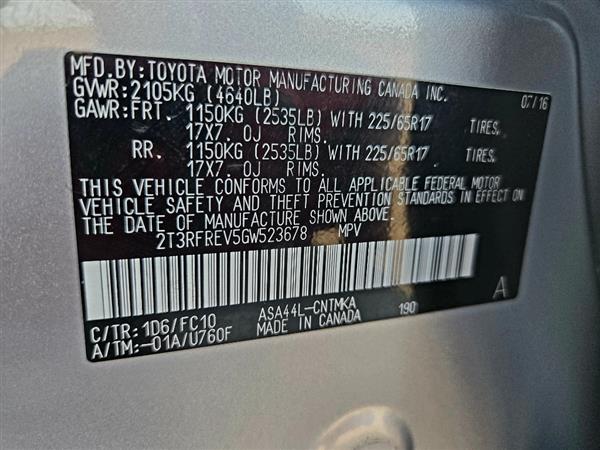 MFD.BY:TOYOTA MOTOR MANUFACTURING CANADA INC.
GVWR:2105KG (4640LB) 07/16
GAWR:FRT. 1150KG (2535LB) WITH 225/65R17 TIRES.
17X7.0J RIMS.
RR. 1150KG (2535LB) WITH 225/65R17 TIRES.
17X7.0J RIMS.
THIS VEHICLE CONFORMS TO ALL APPLICABLE FEDERAL MOTOR
VEHICLE SAFETY AND THEFT PREVENTION STANDARDS IN EFFECT ON
THE DATE OF MANUFACTURE SHOWN ABOVE.
2T3RFREV5GW523678 MPV
C/TR:1D6/FC10 ASA44L-CNTMKA 190 A
A/TM:-01A/U760F MADE IN CANADA